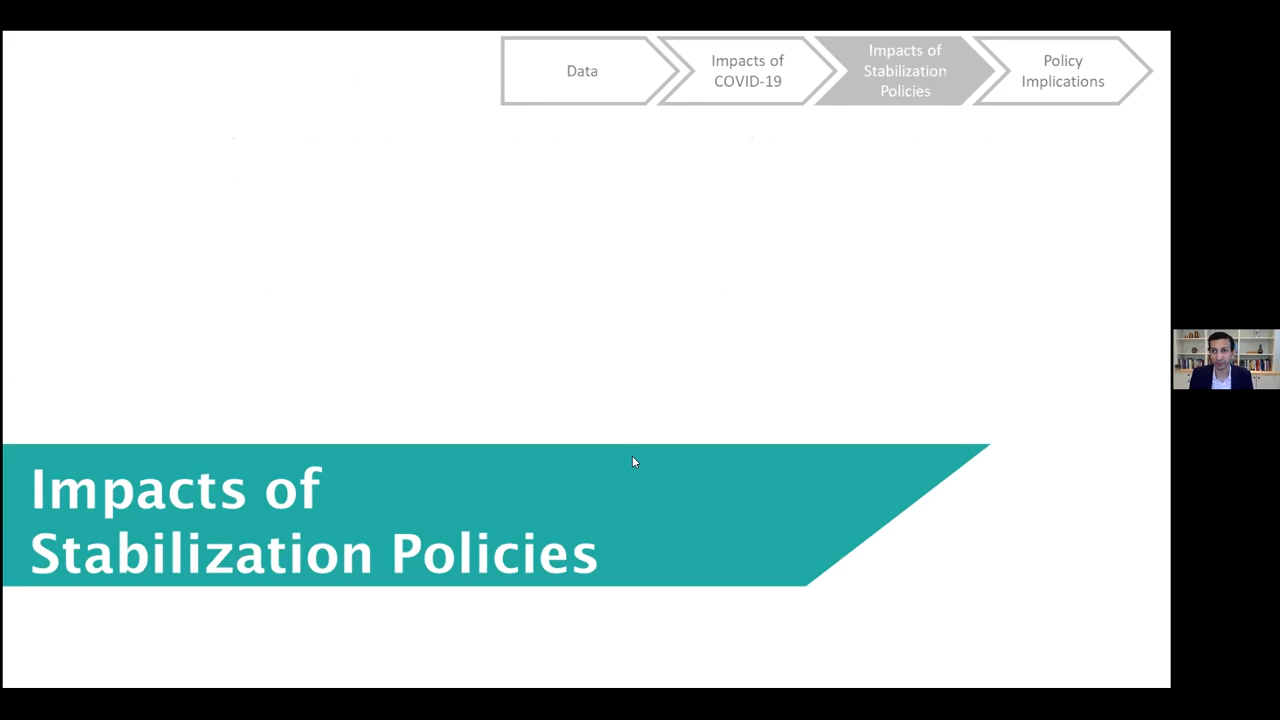 Data
Impacts of
COVID-19
Impacts of
Stabilization
Policies
Policy
Implications
Impacts of
Stabilization Policies